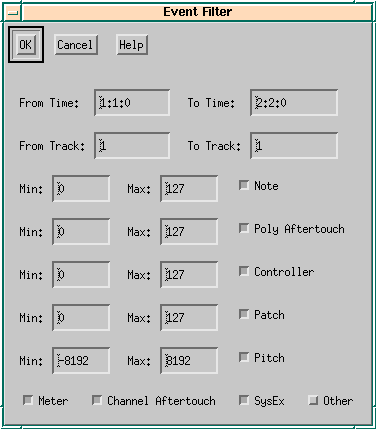 Event Filter
OK Cancel Help
From Time: 1:1:0 To Time: 2:2:0
From Track: 1 To Track: 1
Min: 0 Max: 127 Note
Min: 0 Max: 127 Poly Aftertouch
Min: 0 Max: 127 Controller
Min: 0 Max: 127 Patch
Min: -8192 Max: 8192 Pitch
Meter Channel Aftertouch SysEx Other